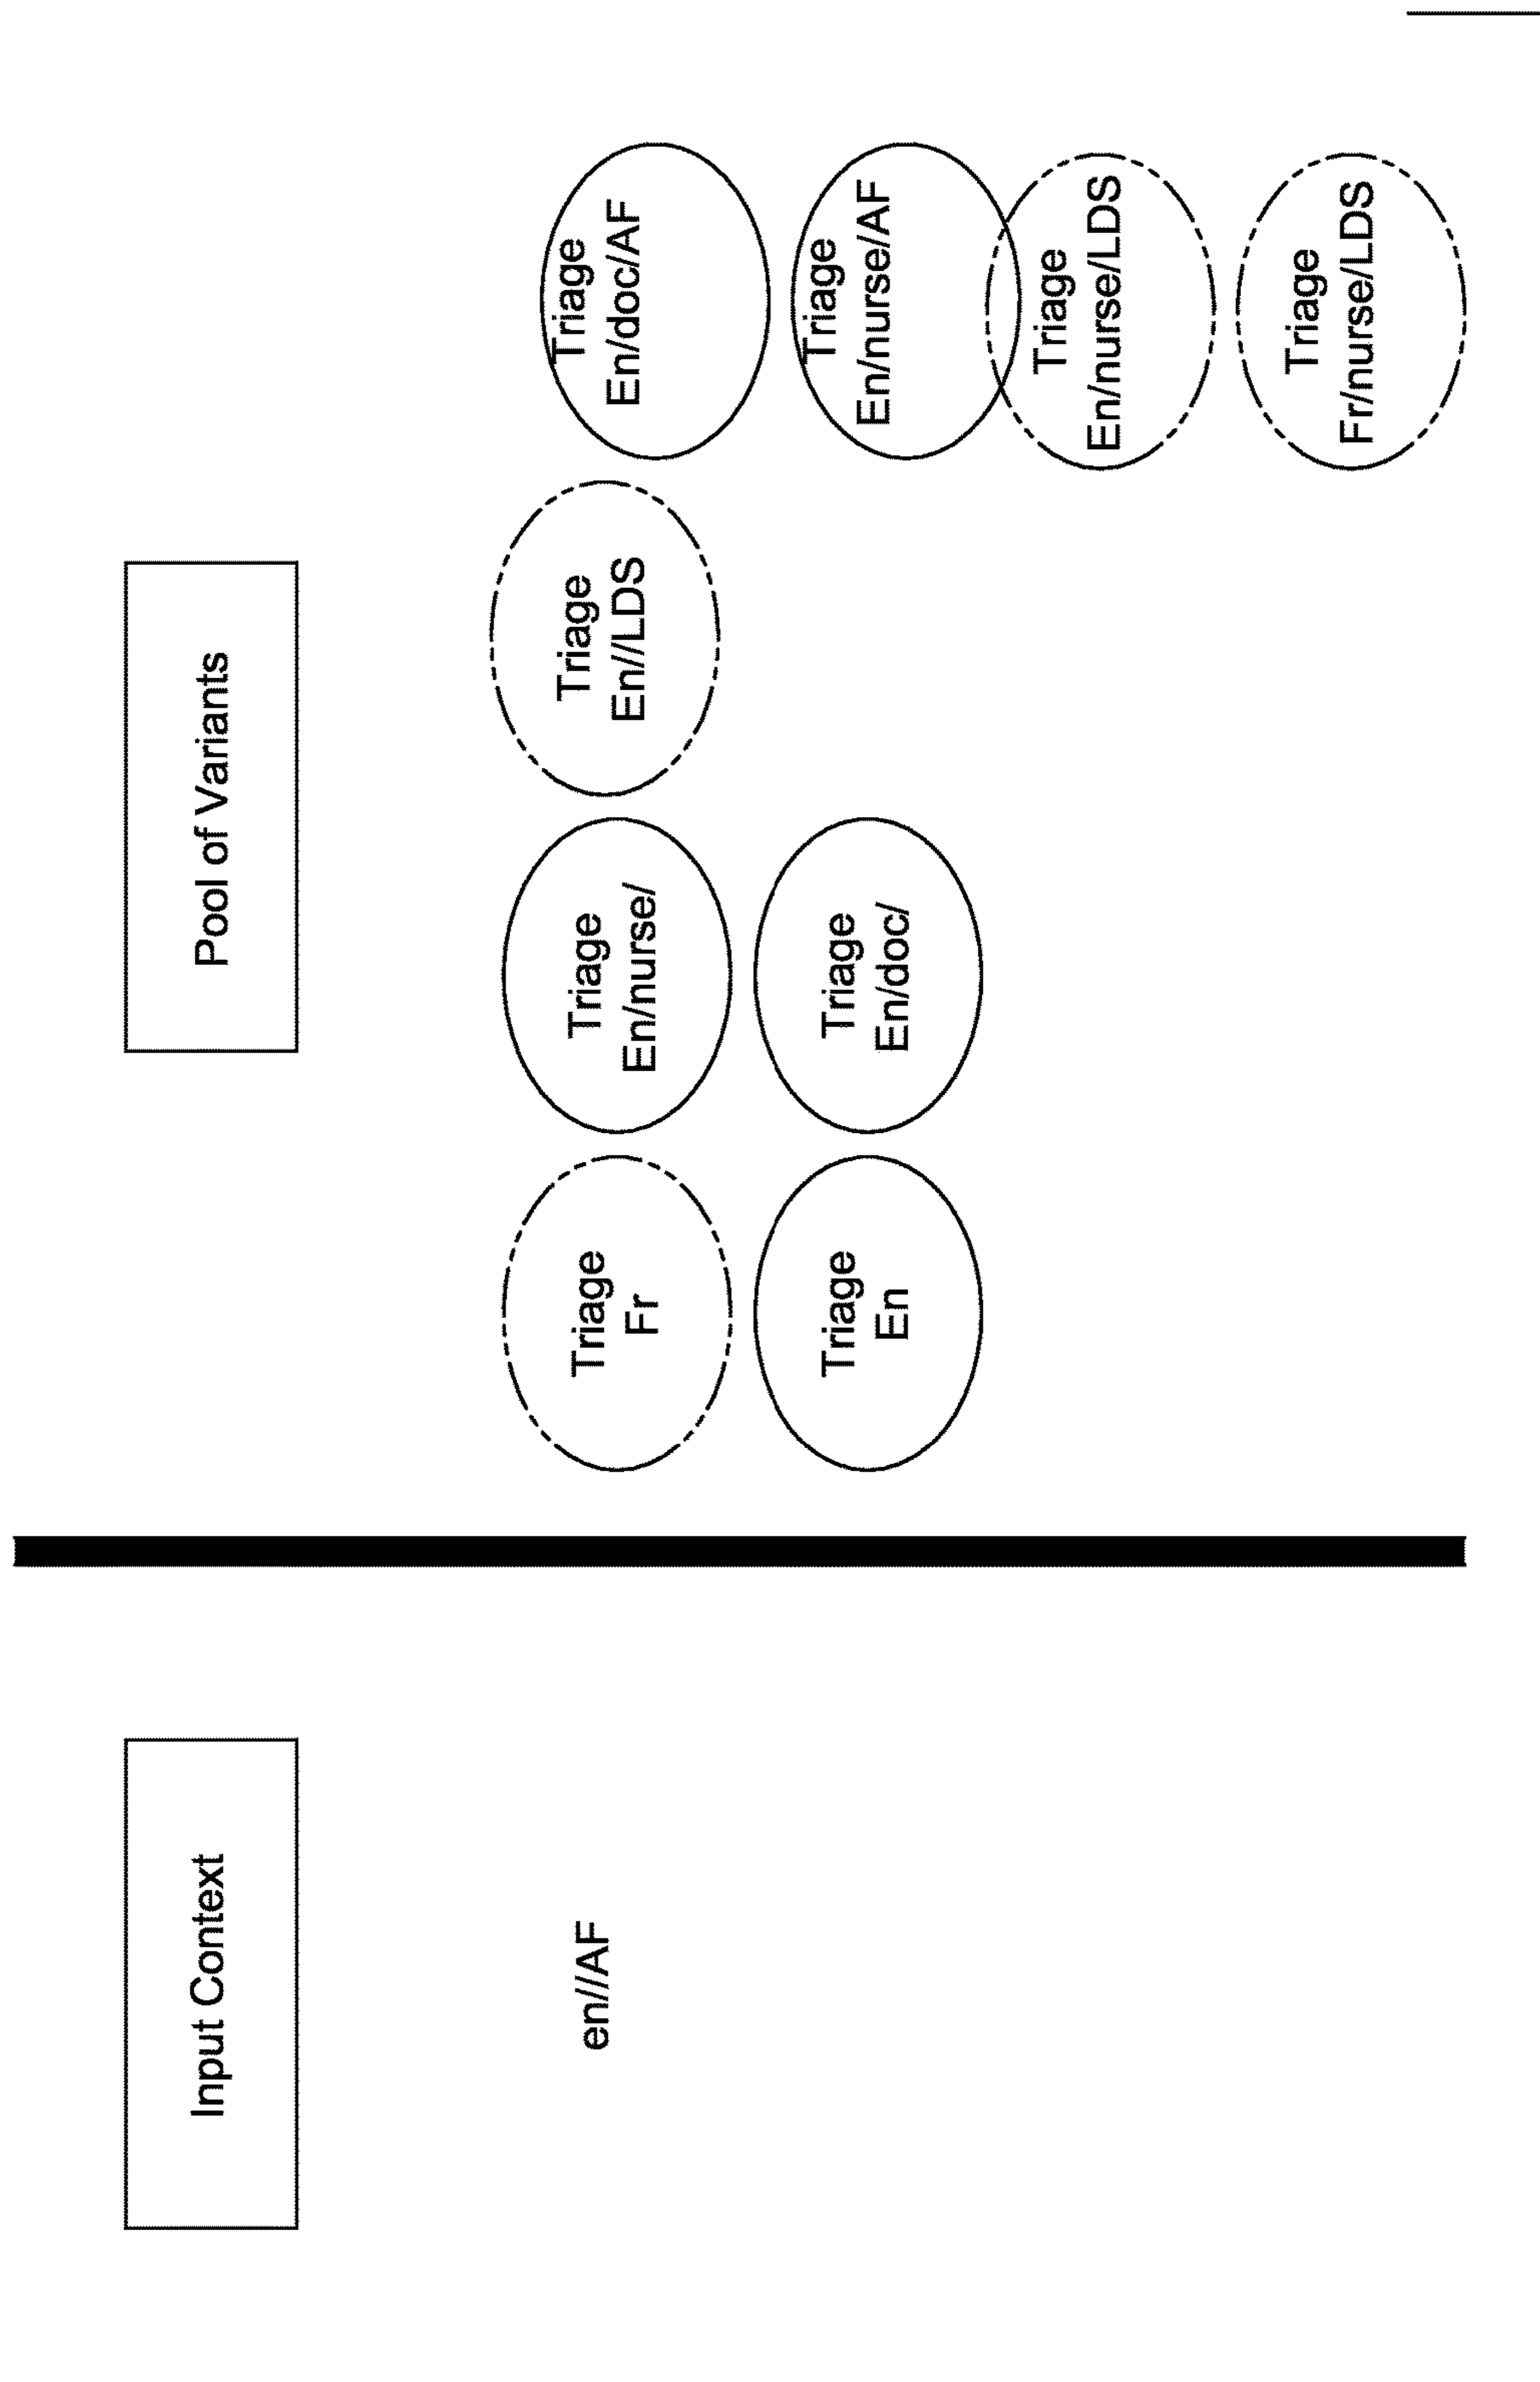 Input Context
Pool of Variants
en//AF
Triage
Fr
Triage
En
Triage
En/nurse/
Triage
En/doc/
Triage
En//LDS
Triage
En/doc/AF
Triage
En/nurse/AF
Triage
En/nurse/LDS
Triage
Fr/nurse/LDS